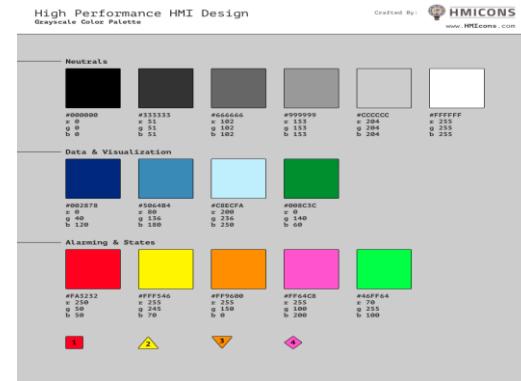 High Performance HMI Design
Grayscale Color Palette
Crafted By:
HMICONS
www.HMIcons.com
Neutrals
#000000 #333333 #666666 #999999 #CCCCCC #FFFFFF
r 0 r 51 r 102 r 153 r 204 r 255
g 0 g 51 g 102 g 153 g 204 g 255
b 0 b 51 b 102 b 153 b 204 b 255
Data & Visualization
#002878 #506484 #C8ECFA #008C3C
r 0 r 80 r 200 r 0
g 40 g 136 g 236 g 140
b 120 b 180 b 250 b 60
Alarming & States
#FA3232 #FFF546 #FF9600 #FF64C8 #46FF64
r 250 r 255 r 255 r 255 r 70
g 50 g 245 g 150 g 100 g 255
b 50 b 70 b 0 b 200 b 100
1 2 3 4